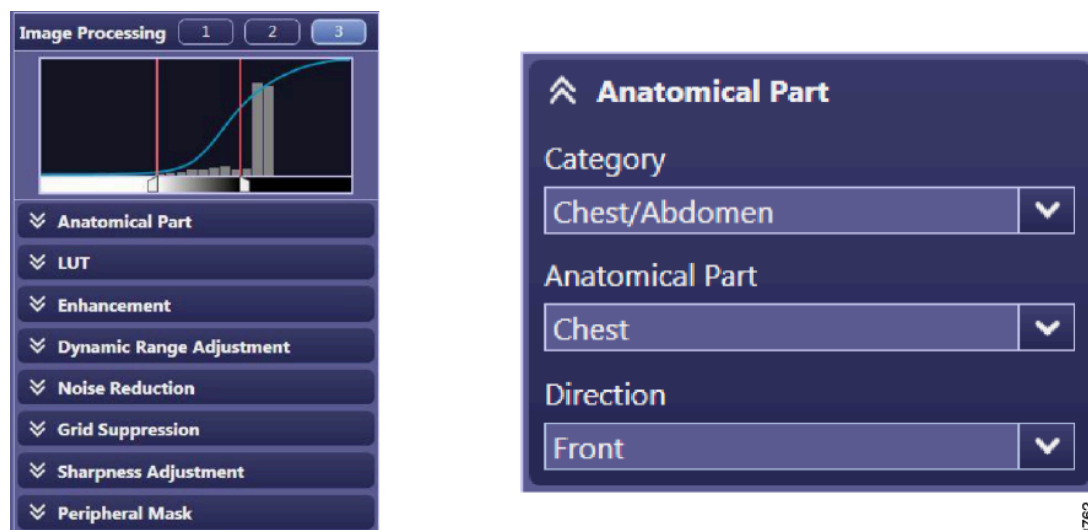 Image Processing 1 2 3
Anatomical Part
LUT
Enhancement
Dynamic Range Adjustment
Noise Reduction
Grid Suppression
Sharpness Adjustment
Peripheral Mask
Anatomical Part
Category
Chest/Abdomen
Anatomical Part
Chest
Direction
Front